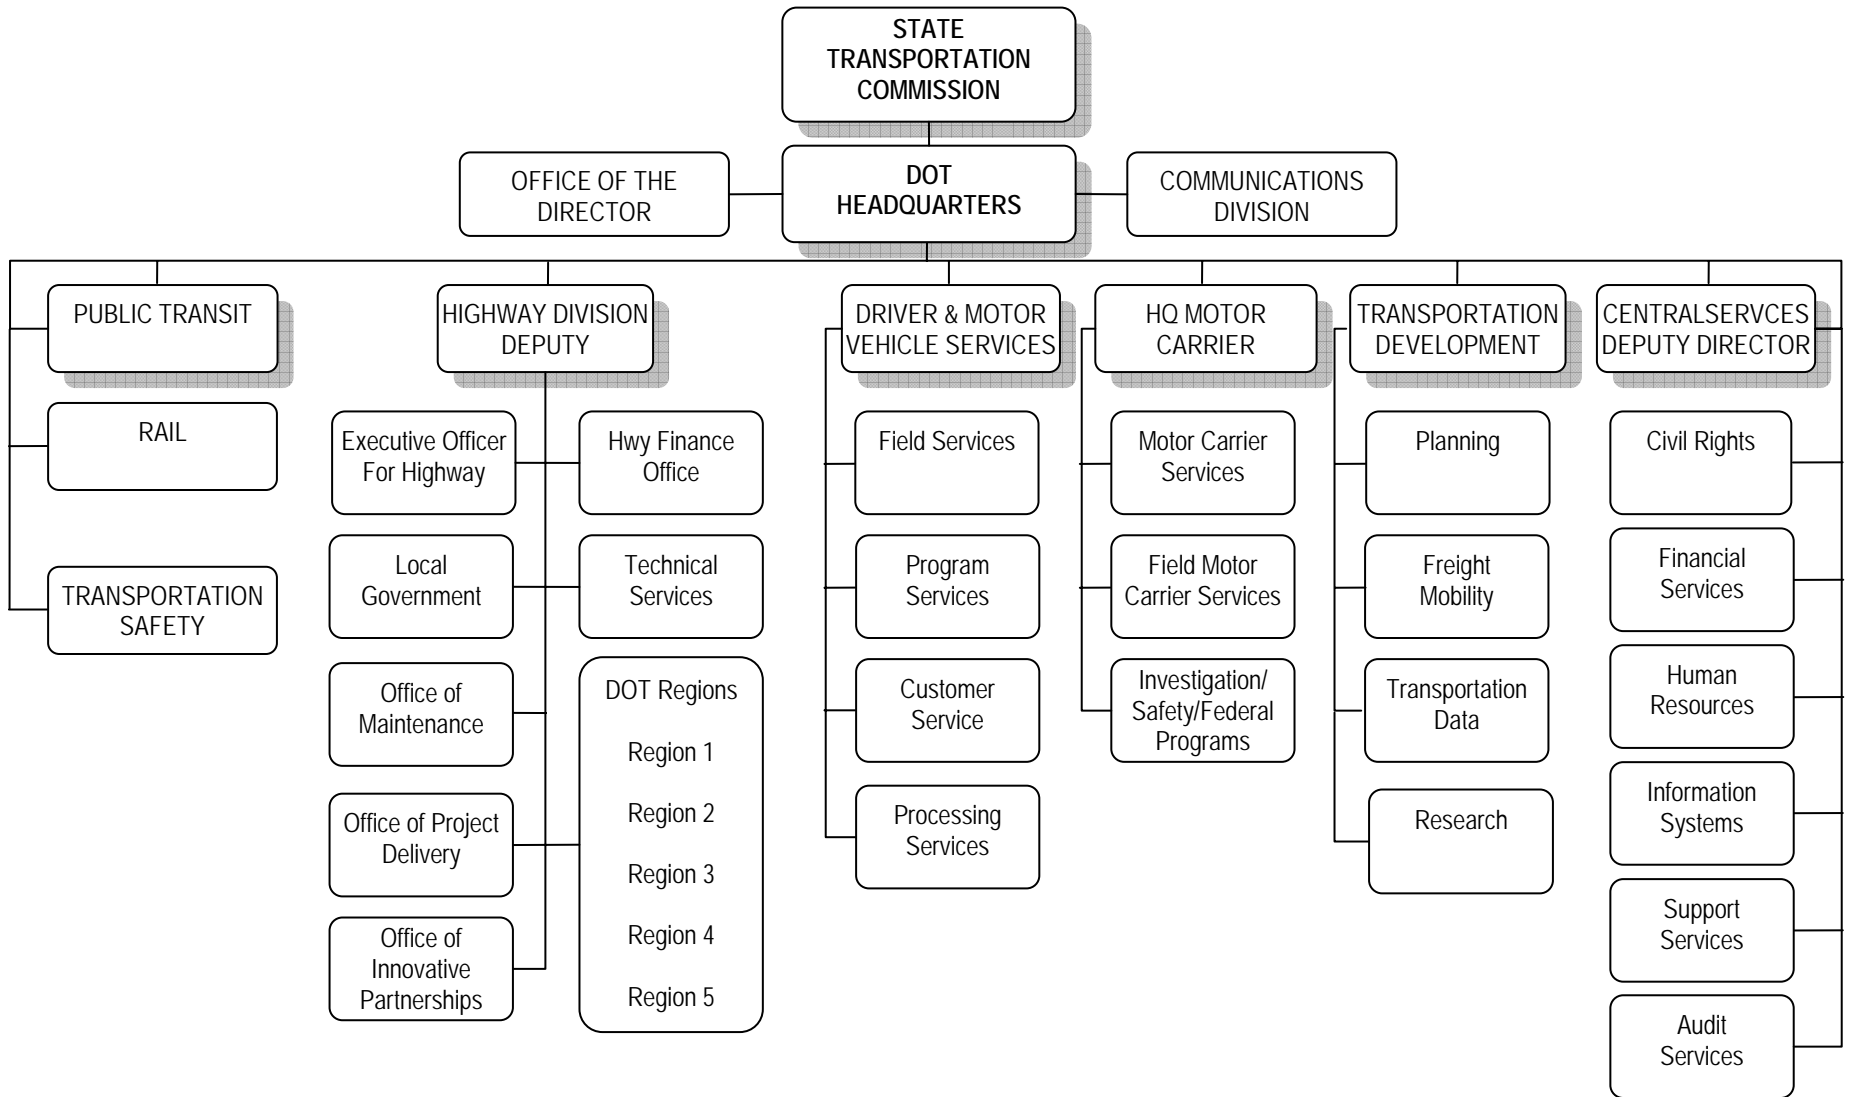 STATE
TRANSPORTATION
COMMISSION
OFFICE OF THE
DIRECTOR
DOT
HEADQUARTERS
COMMUNICATIONS
DIVISION
PUBLIC TRANSIT
RAIL
TRANSPORTATION
SAFETY
HIGHWAY DIVISION
DEPUTY
Executive Officer
For Highway
Hwy Finance
Office
Local
Government
Technical
Services
Office of
Maintenance
Office of Project
Delivery
Office of
Innovative
Partnerships
DOT Regions
Region 1
Region 2
Region 3
Region 4
Region 5
DRIVER & MOTOR
VEHICLE SERVICES
Field Services
Program
Services
Customer
Service
Processing
Services
HQ MOTOR
CARRIER
Motor Carrier
Services
Field Motor
Carrier Services
Investigation/
Safety/Federal
Programs
TRANSPORTATION
DEVELOPMENT
Planning
Freight
Mobility
Transportation
Data
Research
CENTRALSERVCES
DEPUTY DIRECTOR
Civil Rights
Financial
Services
Human
Resources
Information
Systems
Support
Services
Audit
Services